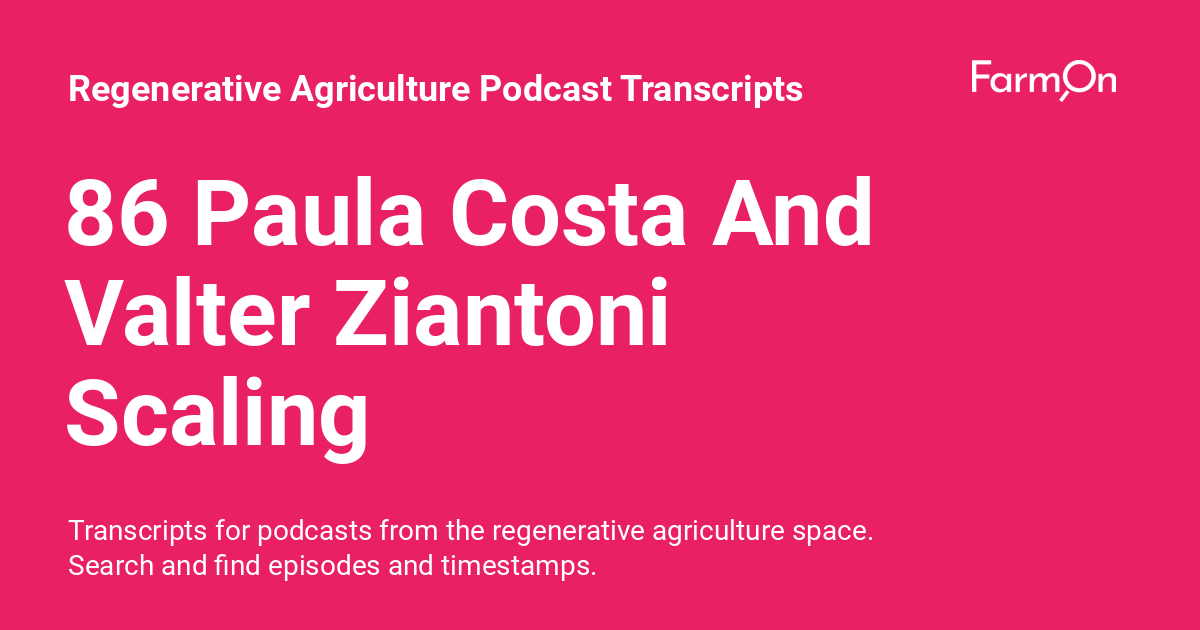 Regenerative Agriculture Podcast Transcripts
FarmOn
86 Paula Costa And
Valter Ziantoni
Scaling
Transcripts for podcasts from the regenerative agriculture space.
Search and find episodes and timestamps.